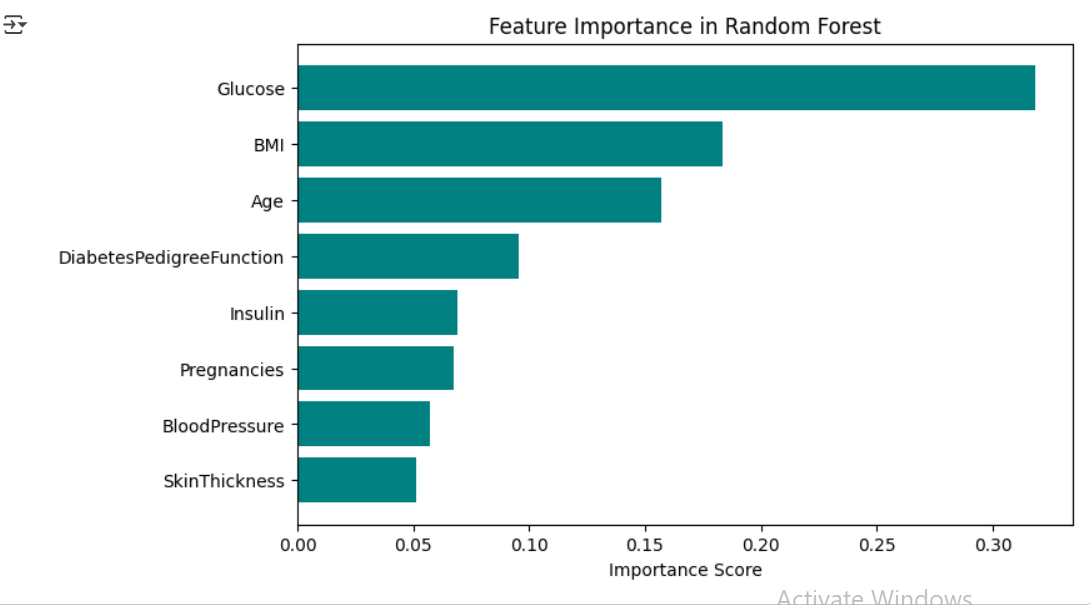 Feature Importance in Random Forest
Glucose
BMI
Age
DiabetesPedigreeFunction
Insulin
Pregnancies
BloodPressure
SkinThickness
0.00 0.05 0.10 0.15 0.20 0.25 0.30
Importance Score
Activate Windows